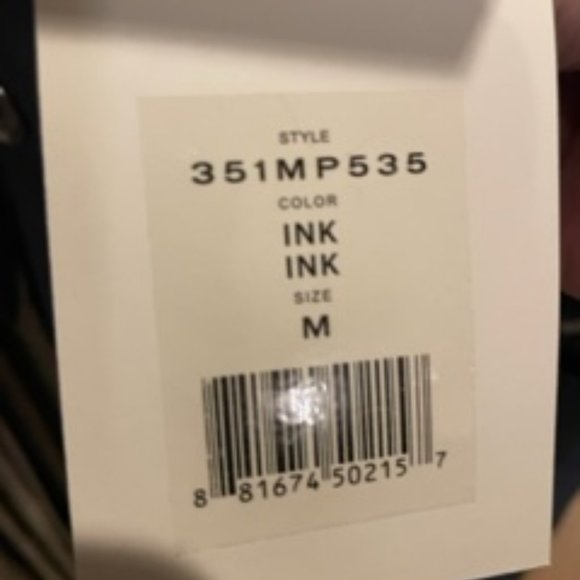 STYLE
351MP535
COLOR
INK
INK
SIZE
M
8 81674 50215 7